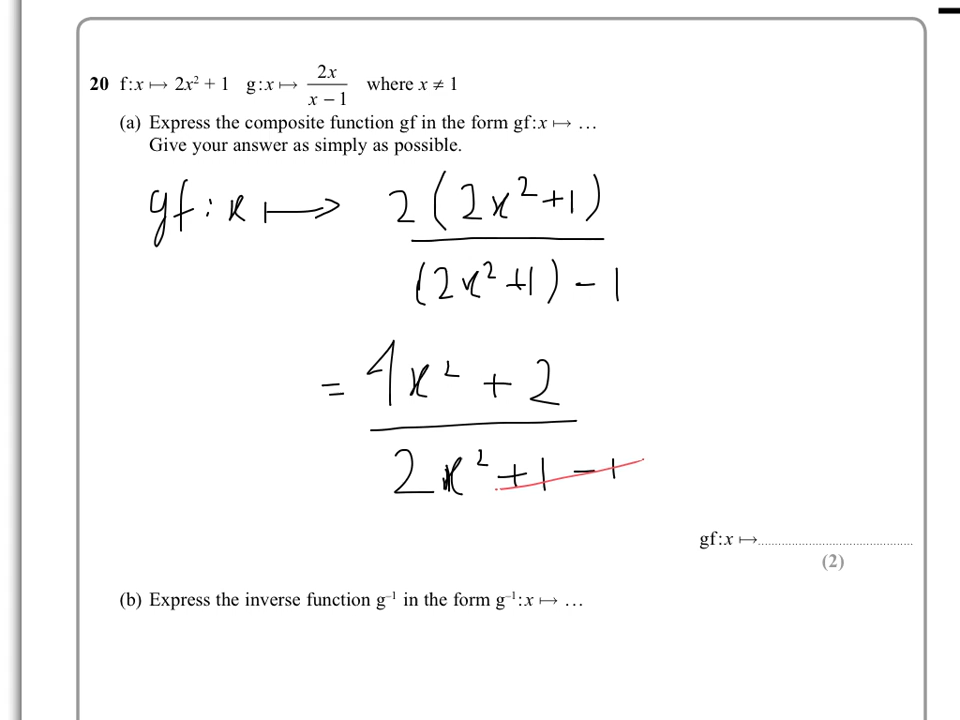 20 f:x ↦ 2x² + 1 g:x ↦ 2x / (x – 1) where x ≠ 1
(a) Express the composite function gf in the form gf:x ↦ …
Give your answer as simply as possible.
gf : x ↦ 2(2x²+1) / (2x²+1) – 1
= 4x² + 2 / 2x² +1 – 1
gf:x ↦........................................
(2)
(b) Express the inverse function g⁻¹ in the form g⁻¹:x ↦ …